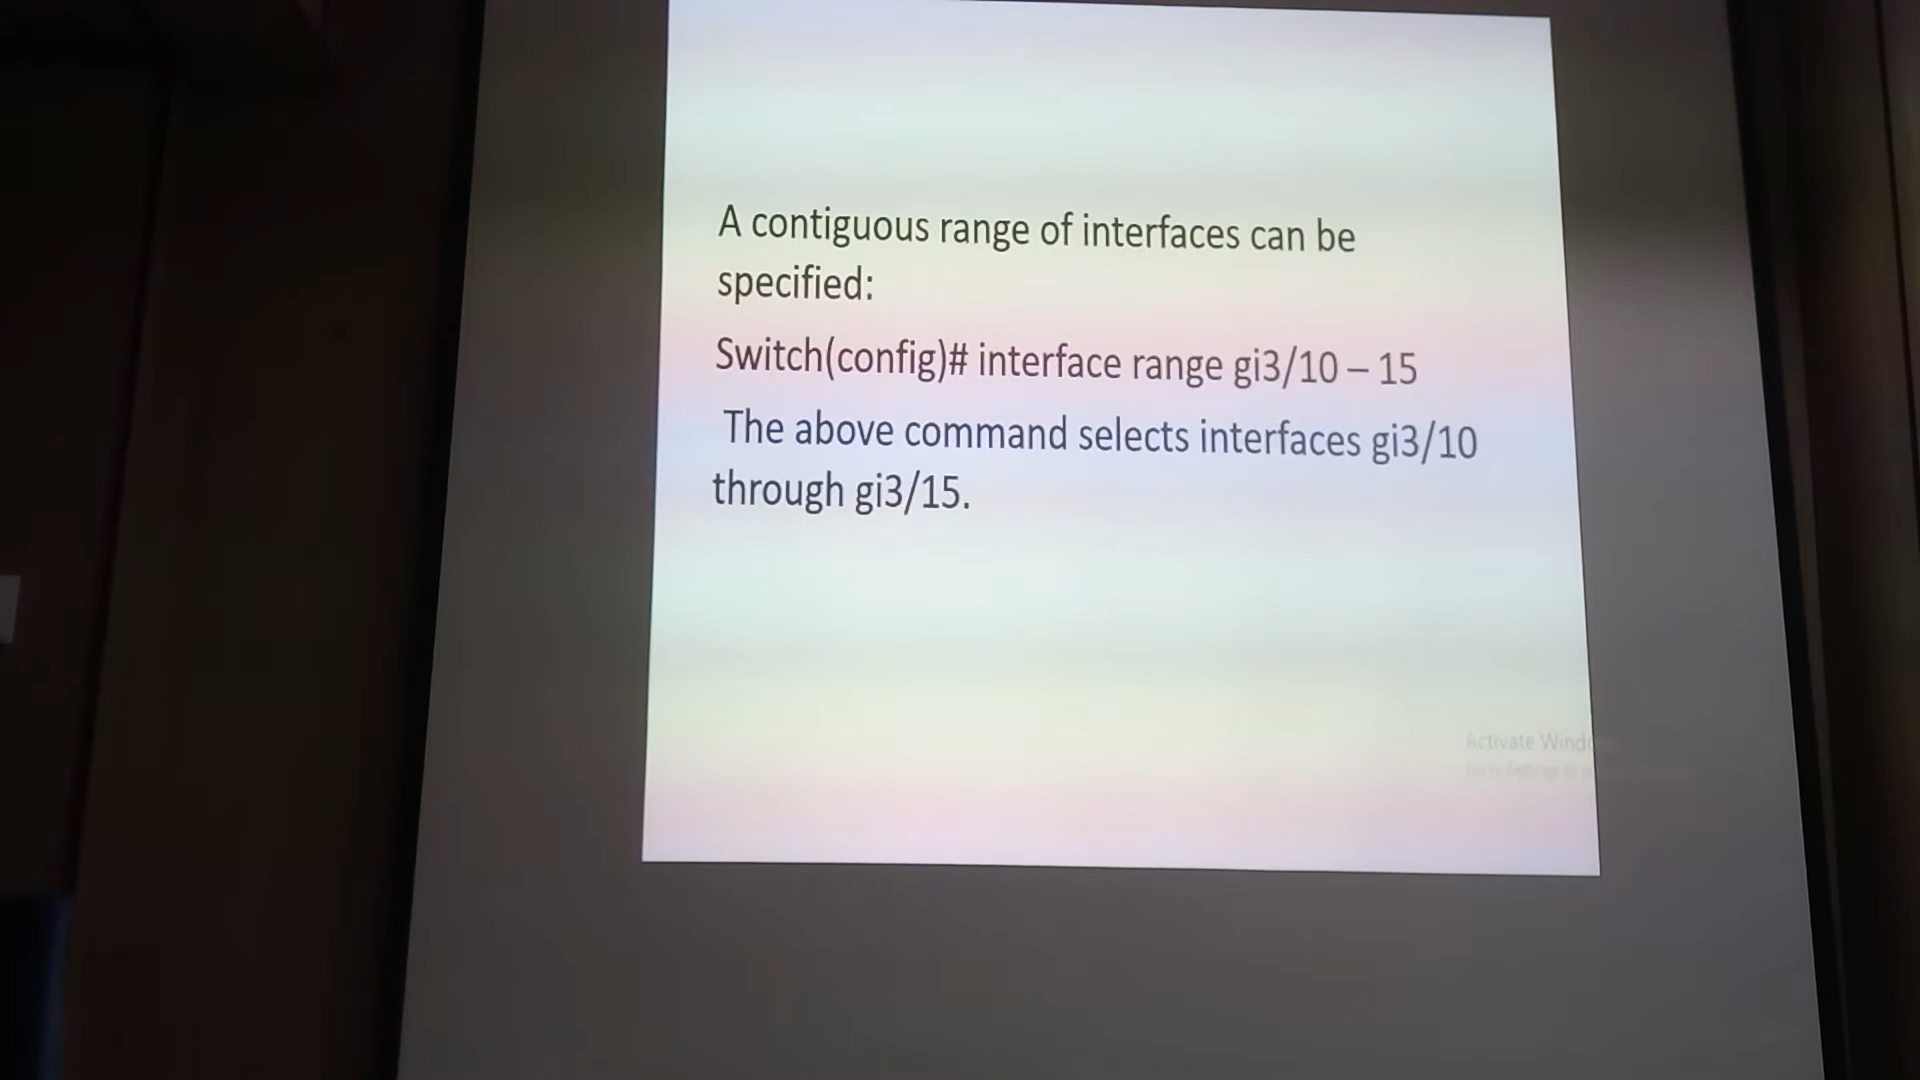 A contiguous range of interfaces can be
specified:
Switch(config)# interface range gi3/10 – 15
The above command selects interfaces gi3/10
through gi3/15.
Activate